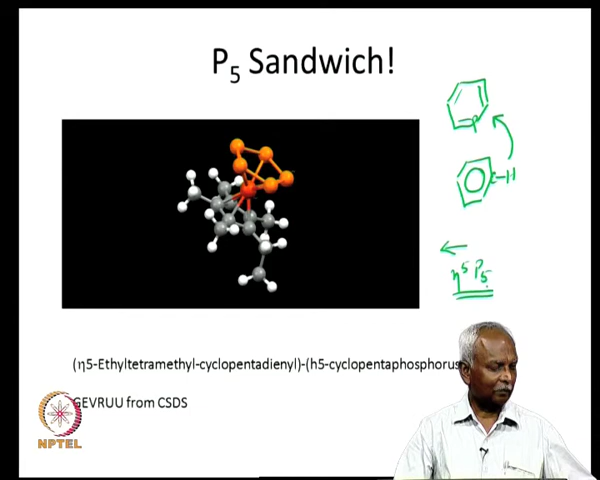 P5 Sandwich!
P
C-H
η5 P5
(η5-Ethyltetramethyl-cyclopentadienyl)-(h5-cyclopentaphosphorus
GEVRUU from CSDS
NPTEL